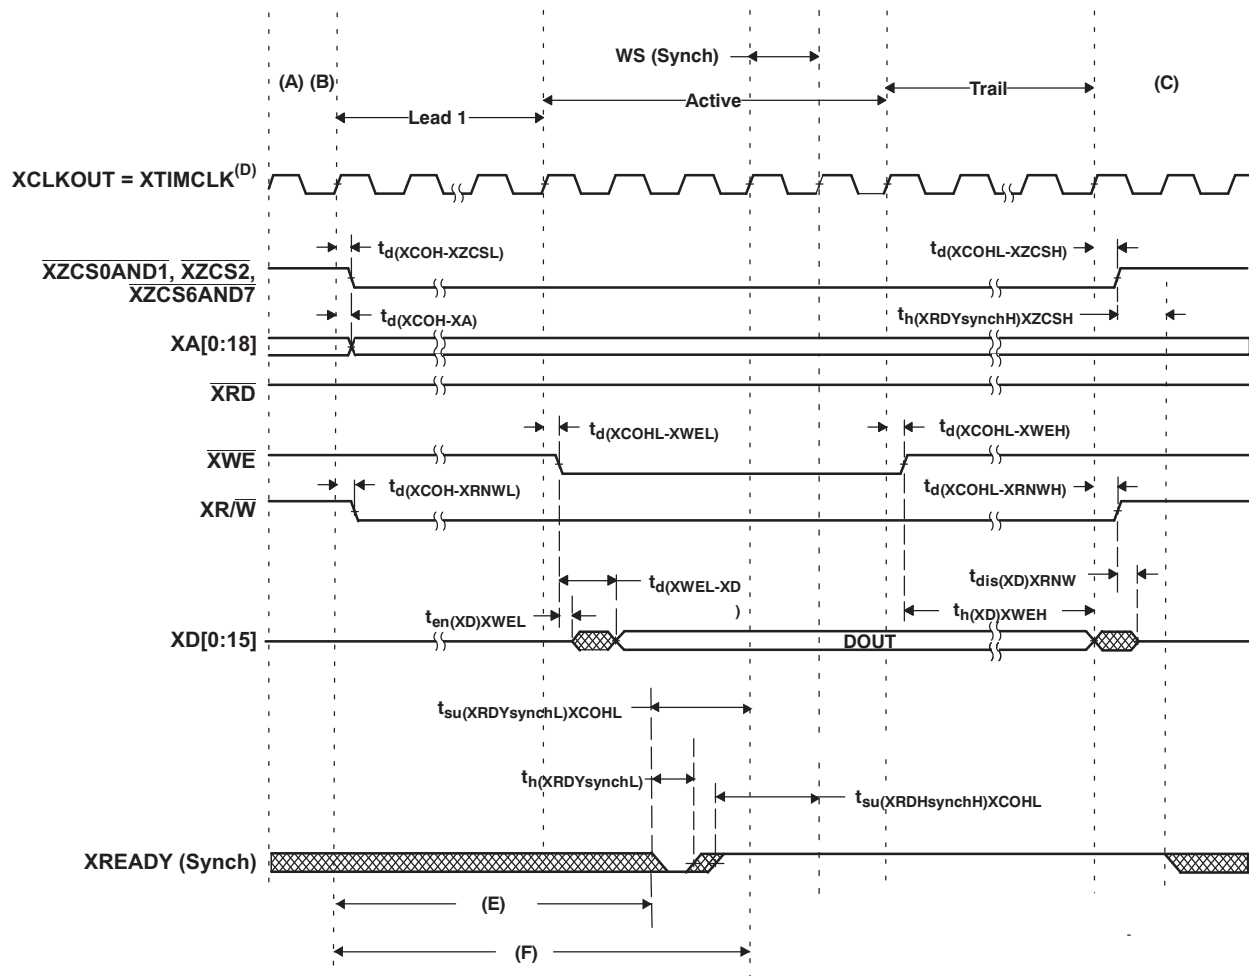 WS (Synch)
(A) (B)
(C)
Active
Trail
Lead 1
XCLKOUT = XTIMCLK(D)
td(XCOH-XZCSL)
td(XCOHL-XZCSH)
XZCS0AND1, XZCS2,
XZCS6AND7
td(XCOH-XA)
th(XRDYsynchH)XZCSH
XA[0:18]
XRD
td(XCOHL-XWEL)
td(XCOHL-XWEH)
XWE
td(XCOH-XRNWL)
td(XCOHL-XRNWH)
XR/W
td(XWEL-XD
)
tdis(XD)XRNW
ten(XD)XWEL
th(XD)XWEH
XD[0:15]
DOUT
tsu(XRDYsynchL)XCOHL
th(XRDYsynchL)
tsu(XRDHsynchH)XCOHL
XREADY (Synch)
(E)
(F)